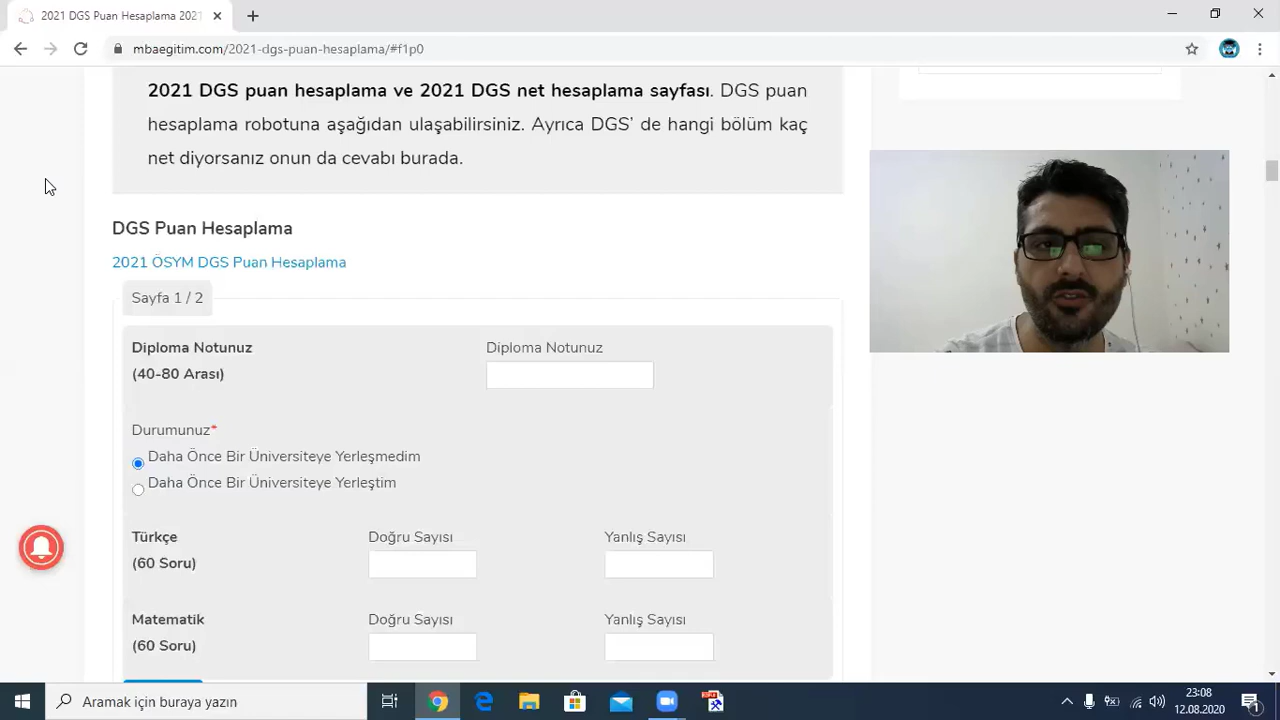 2021 DGS Puan Hesaplama 2021
mbaegitim.com/2021-dgs-puan-hesaplama/#f1p0
2021 DGS puan hesaplama ve 2021 DGS net hesaplama sayfası. DGS puan
hesaplama robotuna aşağıdan ulaşabilirsiniz. Ayrıca DGS' de hangi bölüm kaç
net diyorsanız onun da cevabı burada.
DGS Puan Hesaplama
2021 ÖSYM DGS Puan Hesaplama
Sayfa 1 / 2
Diploma Notunuz
(40-80 Arası)
Diploma Notunuz
Durumunuz*
Daha Önce Bir Üniversiteye Yerleşmedim
Daha Önce Bir Üniversiteye Yerleştim
Türkçe
(60 Soru)
Doğru Sayısı
Yanlış Sayısı
Matematik
(60 Soru)
Doğru Sayısı
Yanlış Sayısı
Aramak için buraya yazın
23:08
12.08.2020
1